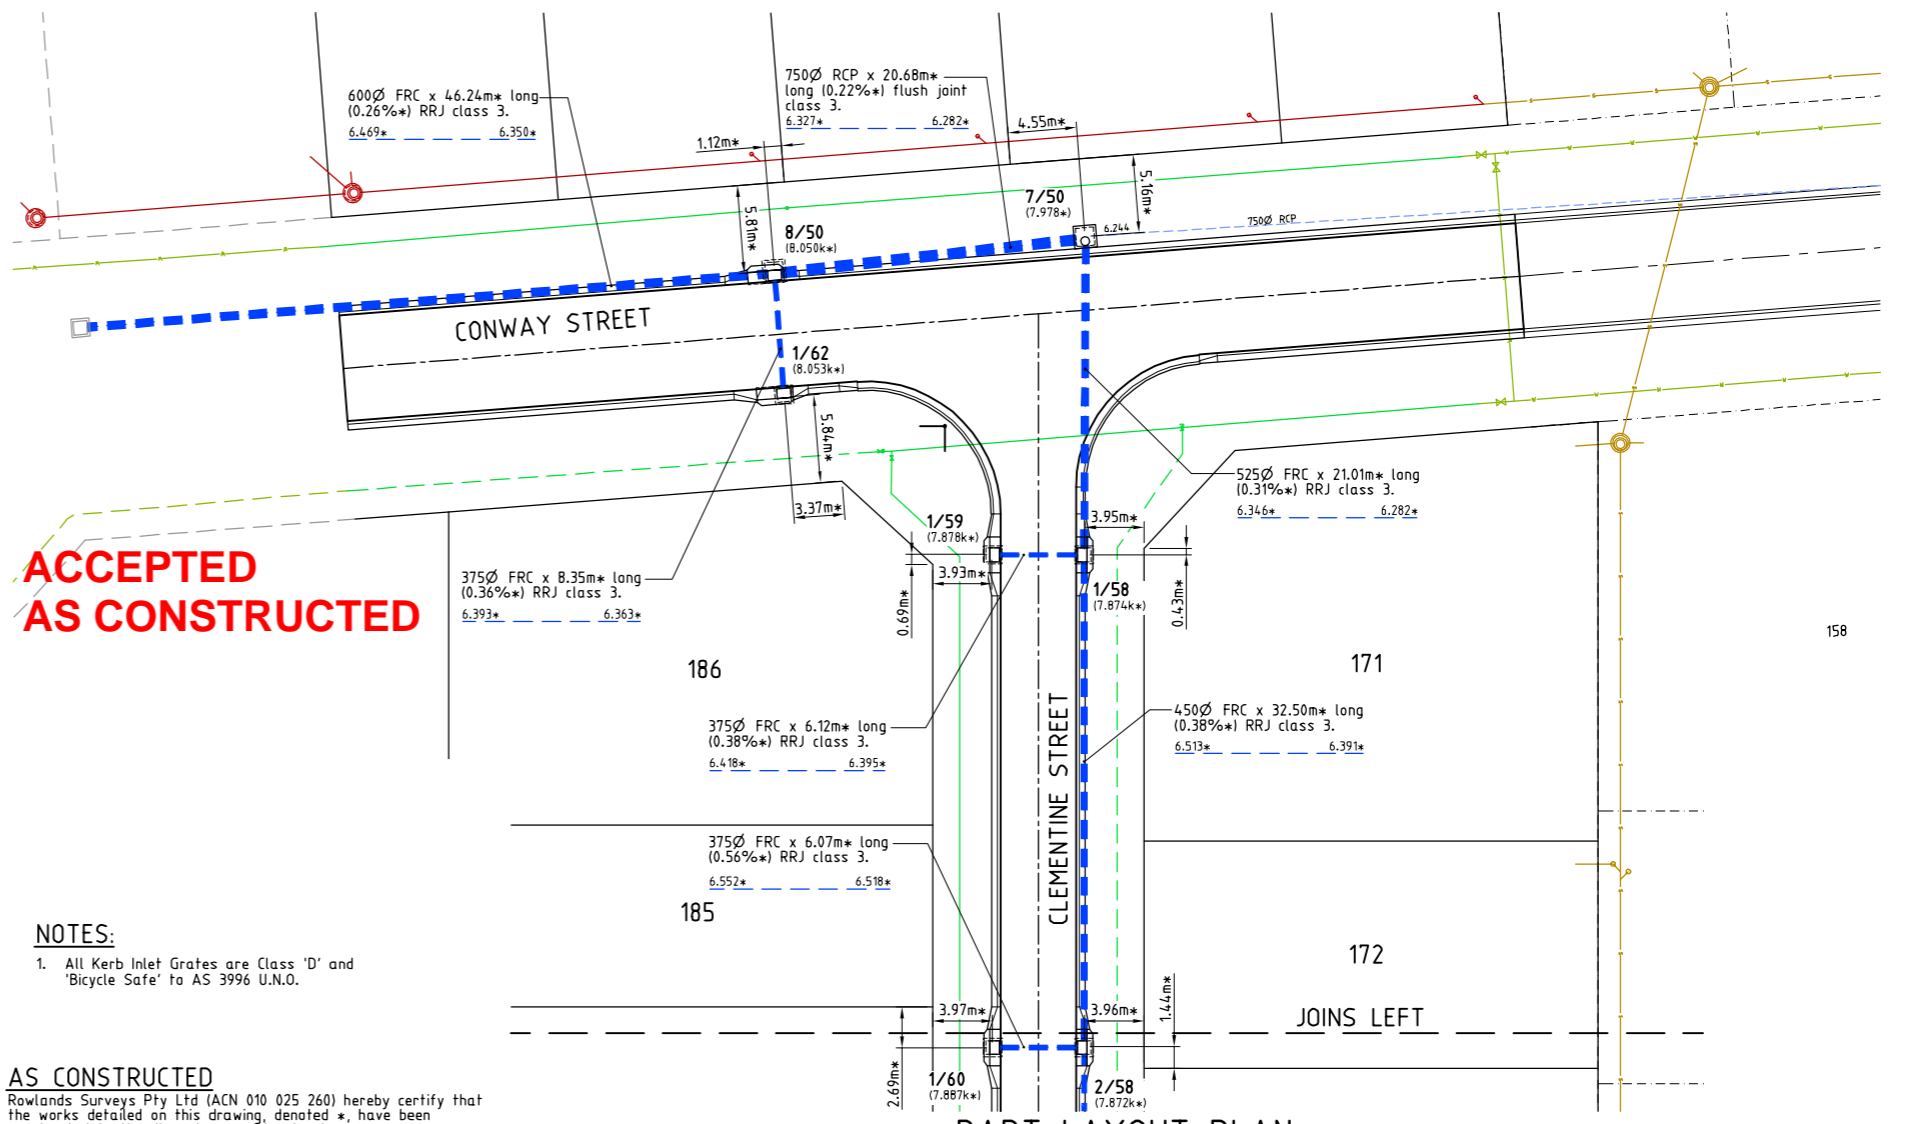 600Ø FRC x 46.24m* long
(0.26%*) RRJ class 3.
6.469* 6.350*
750Ø RCP x 20.68m*
long (0.22%*) flush joint
class 3.
6.327* 6.282*
1.12m*
4.55m*
5.81m*
5.16m*
8/50
(8.050k*)
7/50
(7.978*)
6.244
750Ø RCP
CONWAY STREET
1/62
(8.053k*)
5.84m*
3.37m*
525Ø FRC x 21.01m* long
(0.31%*) RRJ class 3.
6.346* 6.282*
1/59
(7.878k*)
3.95m*
3.93m*
0.69m*
0.43m*
1/58
(7.874k*)
ACCEPTED
AS CONSTRUCTED
375Ø FRC x 8.35m* long
(0.36%*) RRJ class 3.
6.393* 6.363*
186
171
158
375Ø FRC x 6.12m* long
(0.38%*) RRJ class 3.
6.418* 6.395*
450Ø FRC x 32.50m* long
(0.38%*) RRJ class 3.
6.513* 6.391*
CLEMENTINE STREET
375Ø FRC x 6.07m* long
(0.56%*) RRJ class 3.
6.552* 6.518*
185
172
NOTES:
1. All Kerb Inlet Grates are Class 'D' and
'Bicycle Safe' to AS 3996 U.N.O.
3.97m*
3.96m*
1.44m*
JOINS LEFT
2.69m*
1/60
(7.887k*)
2/58
(7.872k*)
AS CONSTRUCTED
Rowlands Surveys Pty Ltd (ACN 010 025 260) hereby certify that
the works detailed on this drawing, denoted *, have been
PART LAYOUT PLAN